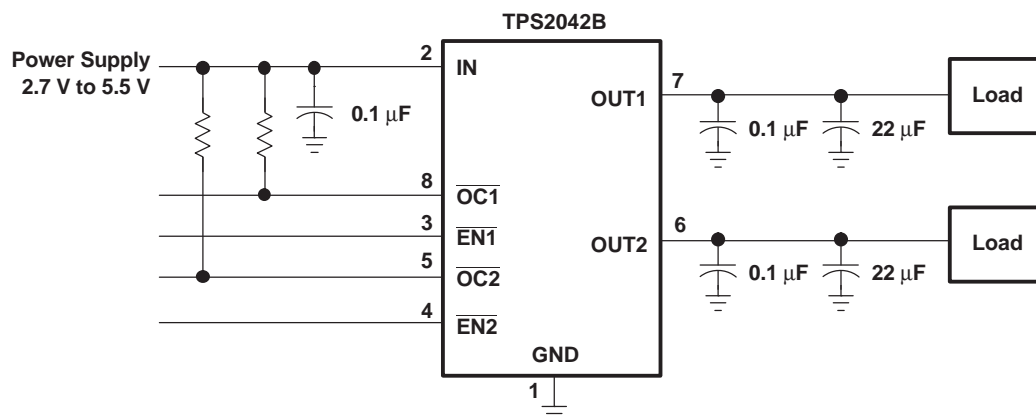 TPS2042B
Power Supply
2.7 V to 5.5 V
2
IN
0.1 μF
7
OUT1
0.1 μF
22 μF
Load
8
OC1
3
EN1
5
OC2
4
EN2
6
OUT2
0.1 μF
22 μF
Load
GND
1